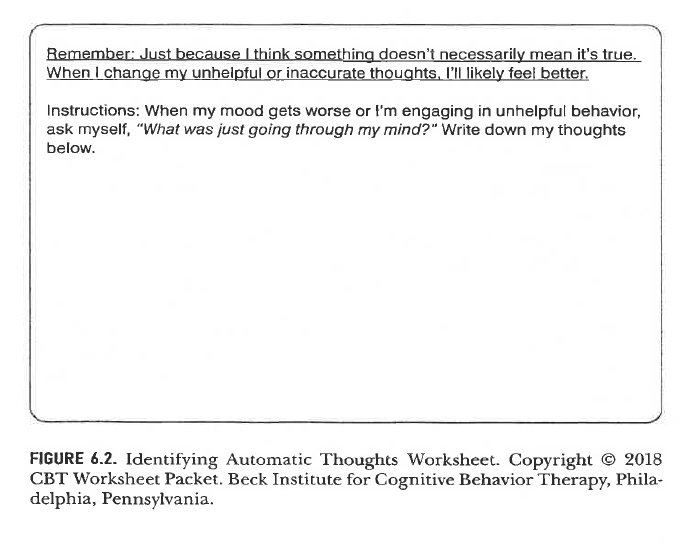 Remember: Just because I think something doesn't necessarily mean it's true.
When I change my unhelpful or inaccurate thoughts, I'll likely feel better.
Instructions: When my mood gets worse or I'm engaging in unhelpful behavior,
ask myself, "What was just going through my mind?" Write down my thoughts
below.
FIGURE 6.2. Identifying Automatic Thoughts Worksheet. Copyright © 2018
CBT Worksheet Packet. Beck Institute for Cognitive Behavior Therapy, Phila-
delphia, Pennsylvania.